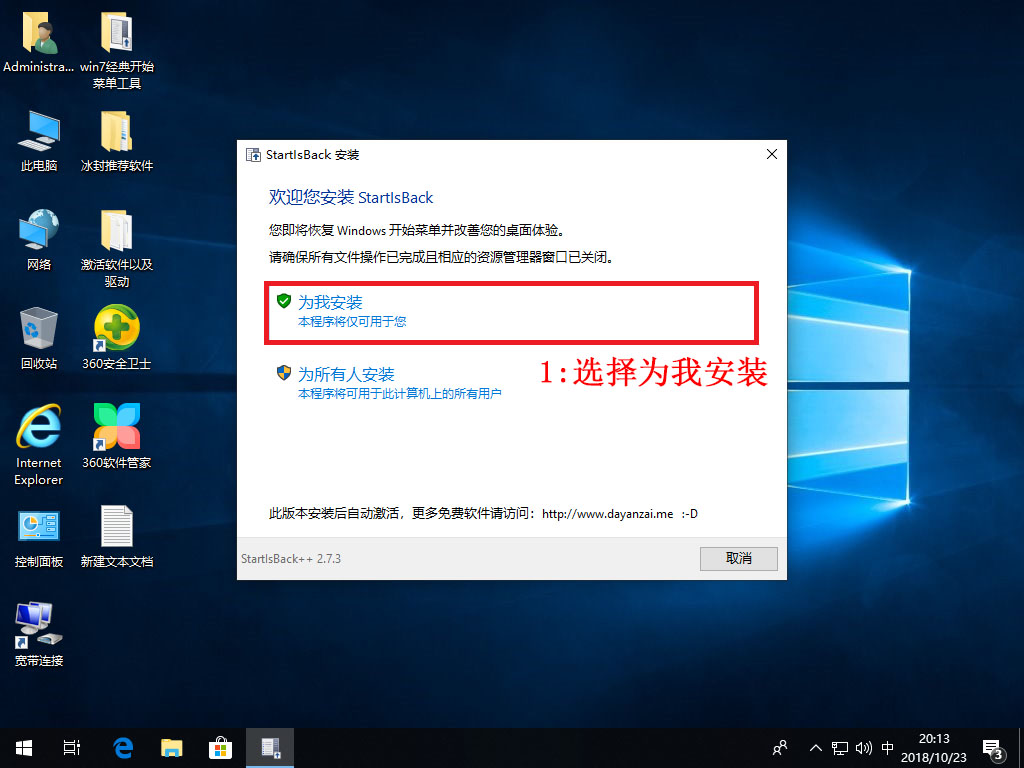 Administra...
win7经典开始
菜单工具
此电脑
冰封推荐软件
网络
激活软件以及
驱动
回收站
360安全卫士
Internet
Explorer
360软件管家
控制面板
新建文本文档
宽带连接
StartIsBack 安装
欢迎您安装 StartIsBack
您即将恢复 Windows 开始菜单并改善您的桌面体验。
请确保所有文件操作已完成且相应的资源管理器窗口已关闭。
为我安装
本程序将仅可用于您
1:选择为我安装
为所有人安装
本程序将可用于此计算机上的所有用户
此版本安装后自动激活，更多免费软件请访问：http://www.dayanzai.me :-D
StartIsBack++ 2.7.3
取消
中
20:13
2018/10/23
3